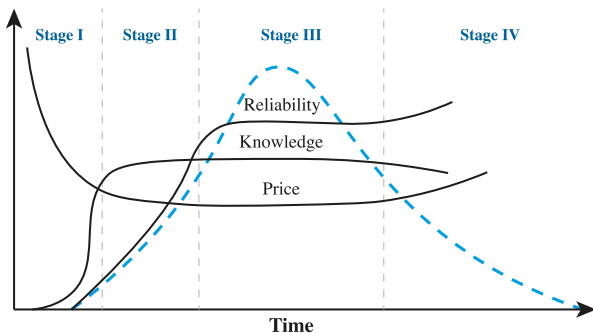 Stage I Stage II Stage III Stage IV
Reliability
Knowledge
Price
Time